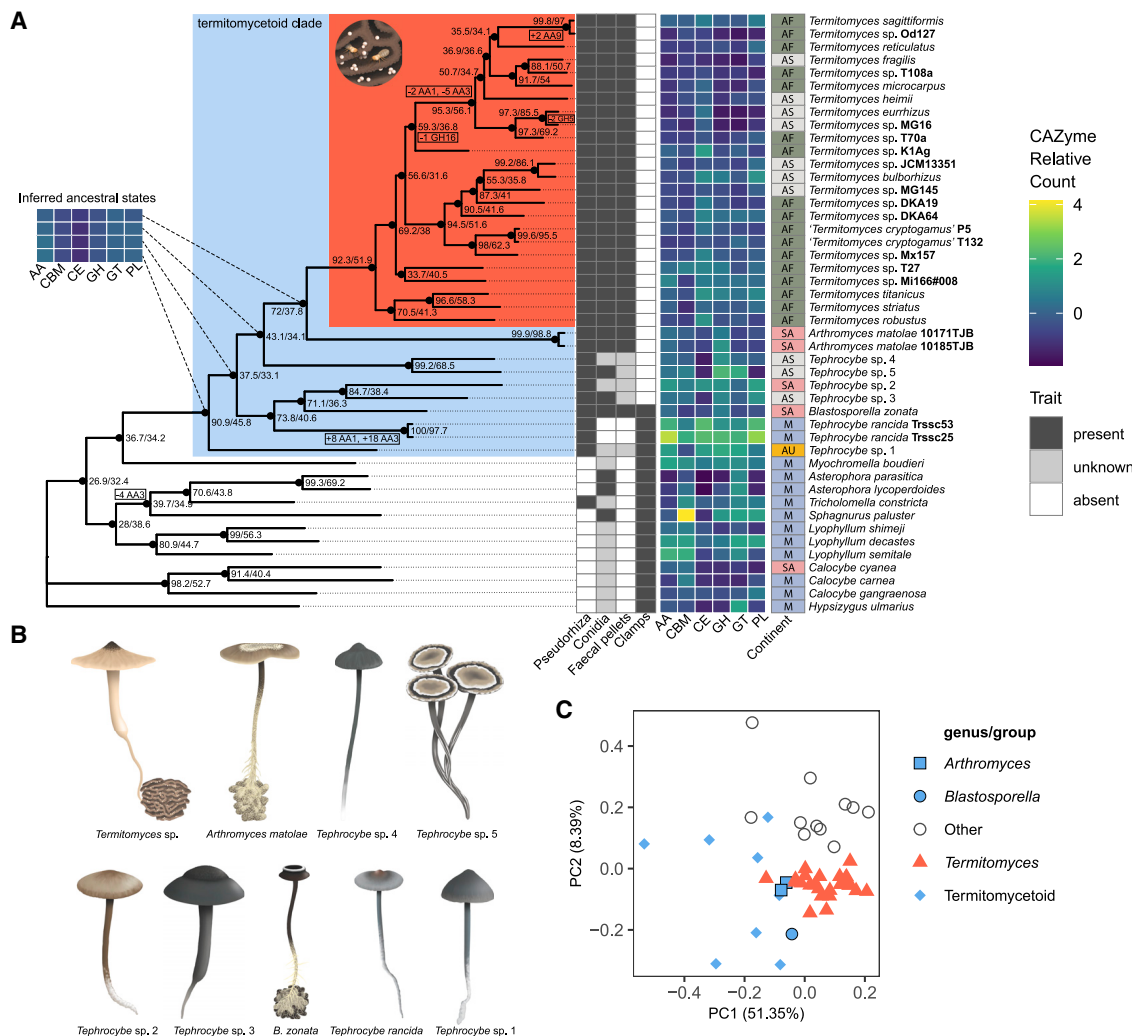 A
termitomycetoid clade
99.8/97
35.5/34.1
+2 AA9
36.9/36.6
50.7/34.7
88.1/50.7
91.7/54
-2 AA1, -5 AA3
95.3/56.1
97.3/85.5
-2 GH5
59.3/36.8
97.3/69.2
-1 GH16
99.2/86.1
56.6/31.6
55.3/35.8
87.3/41
90.5/41.6
94.5/51.6
69.2/38
99.6/95.5
98/62.3
92.3/51.9
33.7/40.5
96.6/58.3
70.5/41.3
72/37.8
99.9/98.8
43.1/34.1
99.2/68.5
37.5/33.1
84.7/38.4
71.1/36.3
73.8/40.6
90.9/45.8
100/97.7
+8 AA1, +18 AA3
36.7/34.2
26.9/32.4
99.3/69.2
70.6/43.8
-4 AA3
39.7/34.9
28/38.6
99/56.3
80.9/44.7
91.4/40.4
98.2/52.7
Inferred ancestral states
AA
CBM
CE
GH
GT
PL
AF Termitomyces sagittiformis
AF Termitomyces sp. Od127
AF Termitomyces reticulatus
AS Termitomyces fragilis
AF Termitomyces sp. T108a
AF Termitomyces microcarpus
AS Termitomyces heimii
AS Termitomyces eurrhizus
AS Termitomyces sp. MG16
AF Termitomyces sp. T70a
AF Termitomyces sp. K1Ag
AS Termitomyces sp. JCM13351
AS Termitomyces bulborhizus
AS Termitomyces sp. MG145
AF Termitomyces sp. DKA19
AF Termitomyces sp. DKA64
AF 'Termitomyces cryptogamus' P5
AF 'Termitomyces cryptogamus' T132
AF Termitomyces sp. Mx157
AF Termitomyces sp. T27
AF Termitomyces sp. Mi166#008
AF Termitomyces titanicus
AF Termitomyces striatus
AF Termitomyces robustus
SA Arthromyces matolae 10171TJB
SA Arthromyces matolae 10185TJB
AS Tephrocybe sp. 4
AS Tephrocybe sp. 5
SA Tephrocybe sp. 2
AS Tephrocybe sp. 3
SA Blastosporella zonata
M Tephrocybe rancida Trssc53
M Tephrocybe rancida Trssc25
AU Tephrocybe sp. 1
M Myochromella boudieri
M Asterophora parasitica
M Asterophora lycoperdoides
M Tricholomella constricta
M Sphagnurus paluster
M Lyophyllum shimeji
M Lyophyllum decastes
M Lyophyllum semitale
SA Calocybe cyanea
M Calocybe carnea
M Calocybe gangraenosa
M Hypsizygus ulmarius
Pseudorhiza
Conidia
Faecal pellets
Clamps
AA
CBM
CE
GH
GT
PL
Continent
CAZyme
Relative
Count
4
2
0
Trait
present
unknown
absent
B
Termitomyces sp.
Arthromyces matolae
Tephrocybe sp. 4
Tephrocybe sp. 5
Tephrocybe sp. 2
Tephrocybe sp. 3
B. zonata
Tephrocybe rancida
Tephrocybe sp. 1
C
PC2 (8.39%)
0.4
0.2
0.0
−0.2
−0.4
−0.2
0.0
0.2
PC1 (51.35%)
genus/group
Arthromyces
Blastosporella
Other
Termitomyces
Termitomycetoid